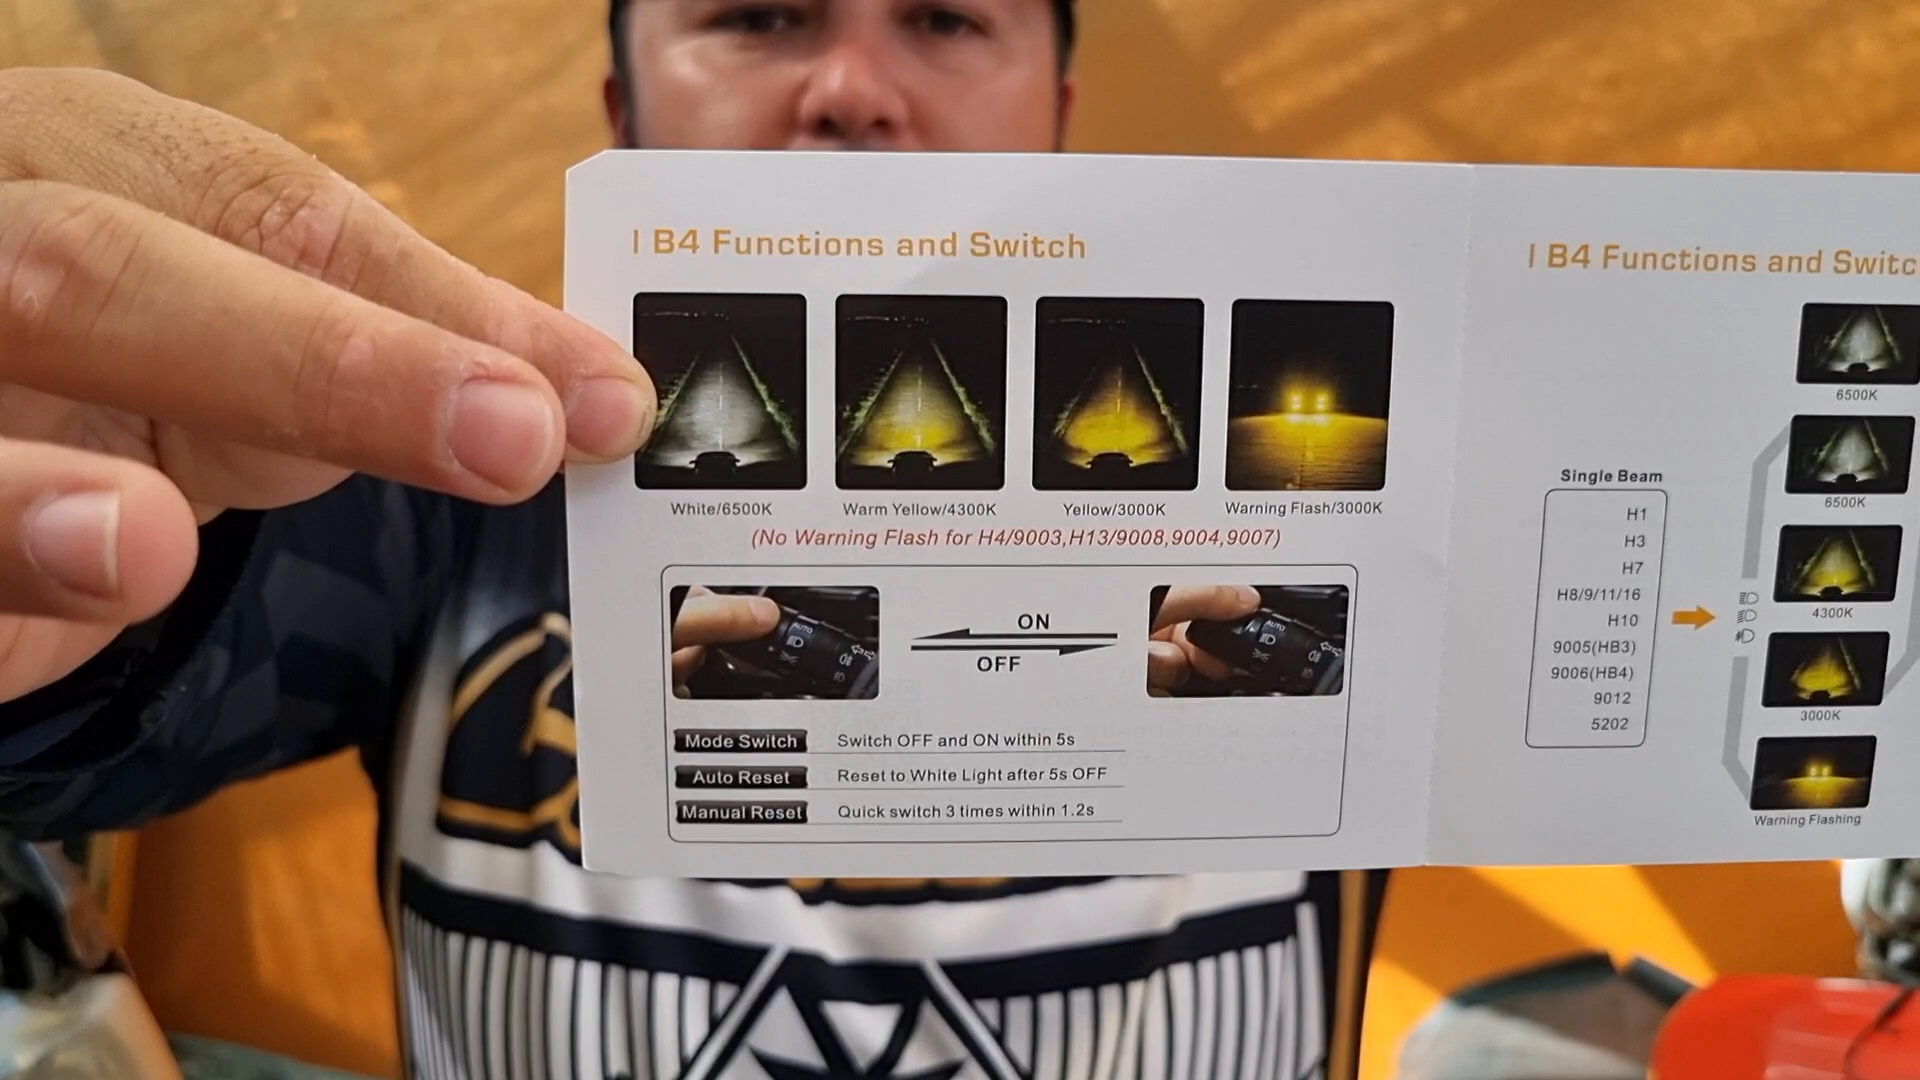 | B4 Functions and Switch
White/6500K
Warm Yellow/4300K
Yellow/3000K
Warning Flash/3000K
(No Warning Flash for H4/9003,H13/9008,9004,9007)
AUTO
ON
OFF
AUTO
Mode Switch Switch OFF and ON within 5s
Auto Reset Reset to White Light after 5s OFF
Manual Reset Quick switch 3 times within 1.2s
| B4 Functions and Switc
6500K
Single Beam
H1
H3
H7
H8/9/11/16
H10
9005(HB3)
9006(HB4)
9012
5202
6500K
4300K
3000K
Warning Flashing